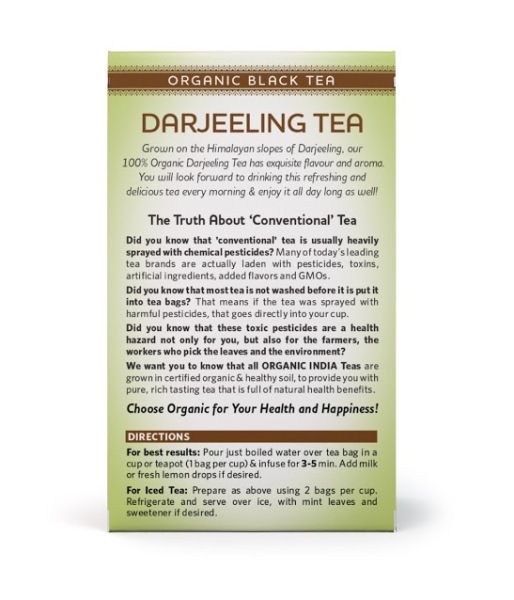 ORGANIC BLACK TEA
DARJEELING TEA
Grown on the Himalayan slopes of Darjeeling, our
100% Organic Darjeeling Tea has exquisite flavour and aroma.
You will look forward to drinking this refreshing and
delicious tea every morning & enjoy it all day long as well!
The Truth About ‘Conventional’ Tea
Did you know that 'conventional' tea is usually heavily
sprayed with chemical pesticides? Many of today's leading
tea brands are actually laden with pesticides, toxins,
artificial ingredients, added flavors and GMOs.
Did you know that most tea is not washed before it is put it
into tea bags? That means if the tea was sprayed with
harmful pesticides, that goes directly into your cup.
Did you know that these toxic pesticides are a health
hazard not only for you, but also for the farmers, the
workers who pick the leaves and the environment?
We want you to know that all ORGANIC INDIA Teas are
grown in certified organic & healthy soil, to provide you with
pure, rich tasting tea that is full of natural health benefits.
Choose Organic for Your Health and Happiness!
DIRECTIONS
For best results: Pour just boiled water over tea bag in a
cup or teapot (1 bag per cup) & infuse for 3-5 min. Add milk
or fresh lemon drops if desired.
For Iced Tea: Prepare as above using 2 bags per cup.
Refrigerate and serve over ice, with mint leaves and
sweetener if desired.